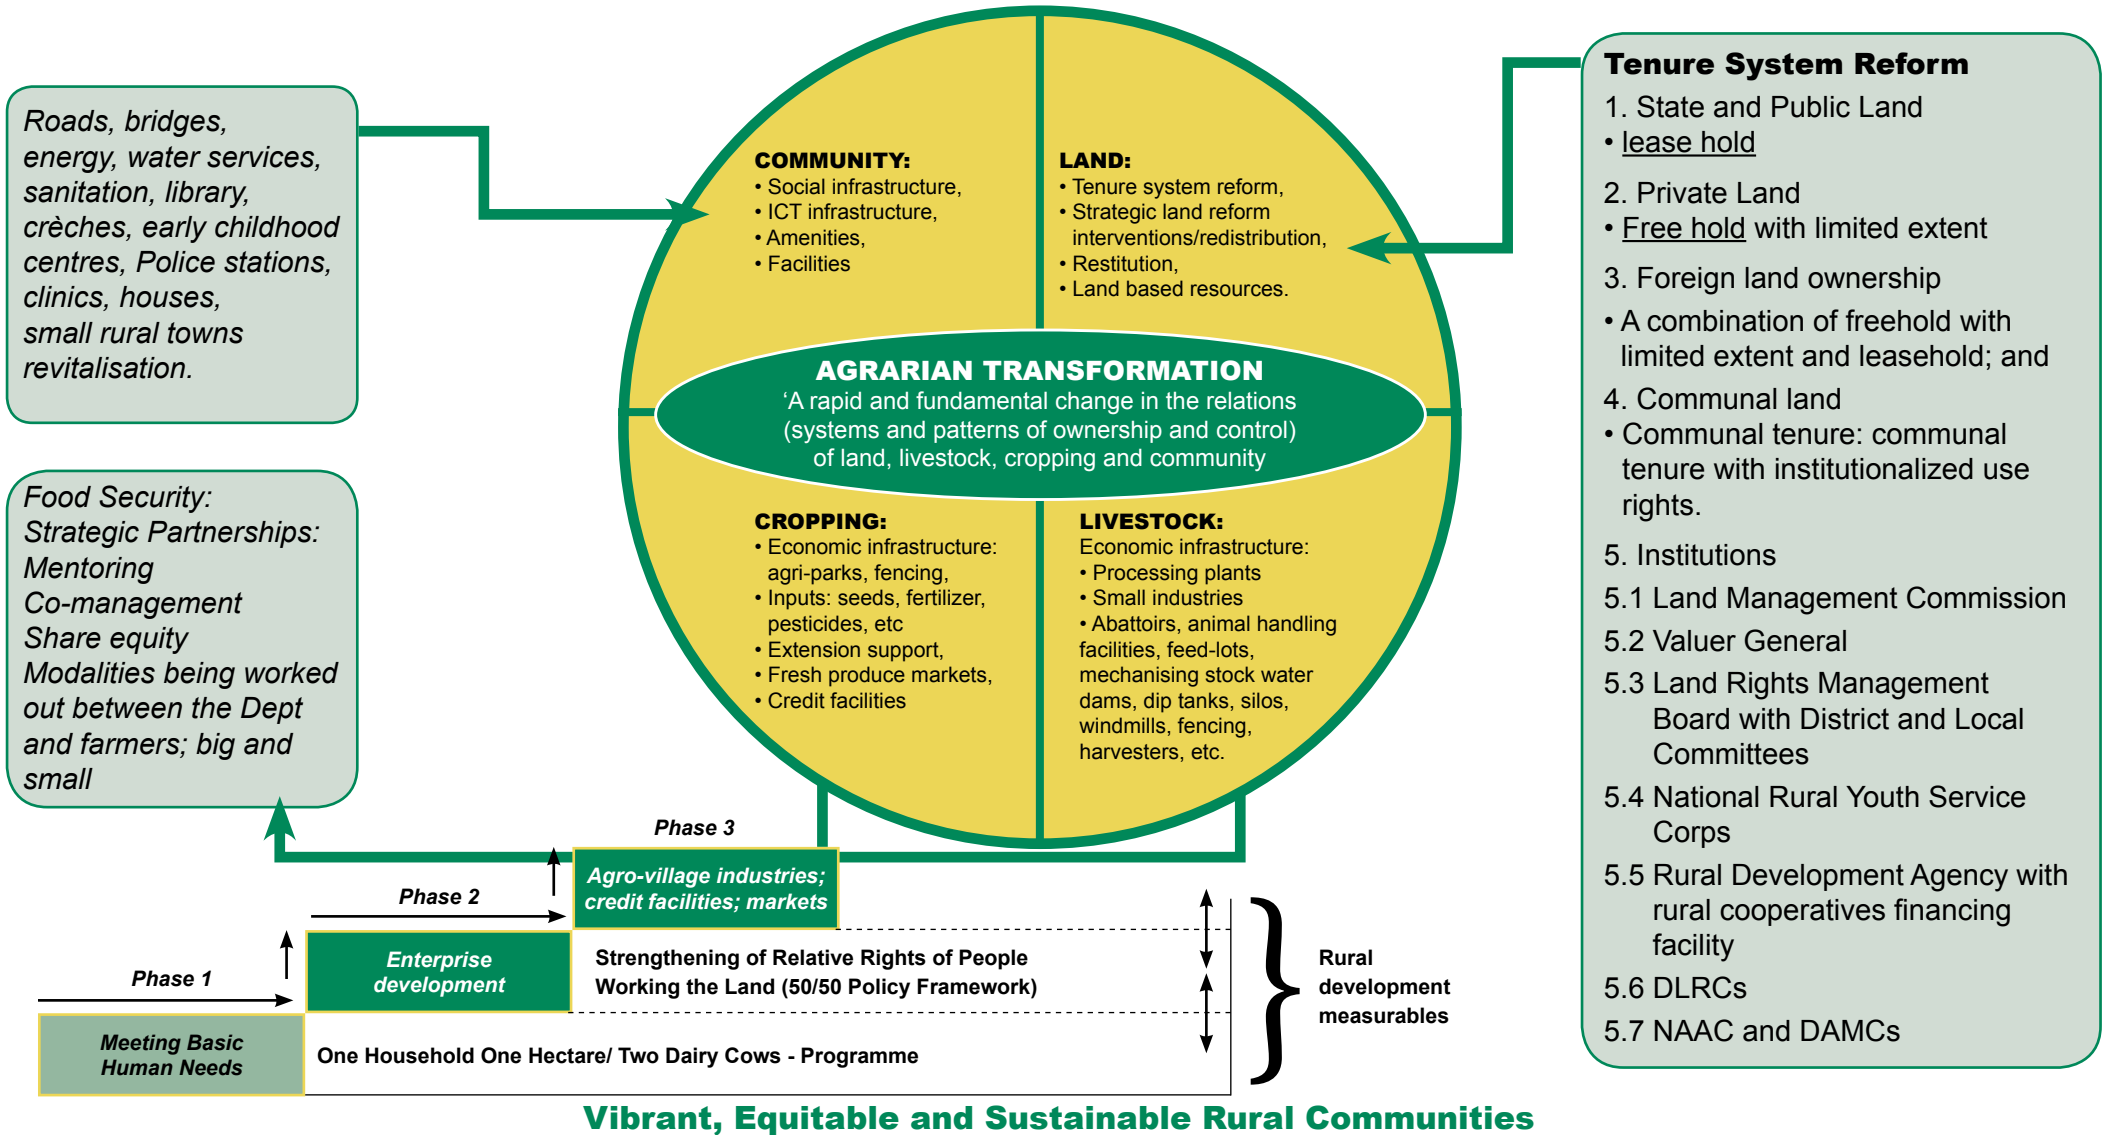 Roads, bridges,
energy, water services,
sanitation, library,
crèches, early childhood
centres, Police stations,
clinics, houses,
small rural towns
revitalisation.
Food Security:
Strategic Partnerships:
Mentoring
Co-management
Share equity
Modalities being worked
out between the Dept
and farmers; big and
small
COMMUNITY:
• Social infrastructure,
• ICT infrastructure,
• Amenities,
• Facilities
LAND:
• Tenure system reform,
• Strategic land reform
interventions/redistribution,
• Restitution,
• Land based resources.
AGRARIAN TRANSFORMATION
‘A rapid and fundamental change in the relations
(systems and patterns of ownership and control)
of land, livestock, cropping and community
CROPPING:
• Economic infrastructure:
agri-parks, fencing,
• Inputs: seeds, fertilizer,
pesticides, etc
• Extension support,
• Fresh produce markets,
• Credit facilities
LIVESTOCK:
Economic infrastructure:
• Processing plants
• Small industries
• Abattoirs, animal handling
facilities, feed-lots,
mechanising stock water
dams, dip tanks, silos,
windmills, fencing,
harvesters, etc.
Tenure System Reform
1. State and Public Land
• lease hold
2. Private Land
• Free hold with limited extent
3. Foreign land ownership
• A combination of freehold with
limited extent and leasehold; and
4. Communal land
• Communal tenure: communal
tenure with institutionalized use
rights.
5. Institutions
5.1 Land Management Commission
5.2 Valuer General
5.3 Land Rights Management
Board with District and Local
Committees
5.4 National Rural Youth Service
Corps
5.5 Rural Development Agency with
rural cooperatives financing
facility
5.6 DLRCs
5.7 NAAC and DAMCs
Phase 3
Agro-village industries;
credit facilities; markets
Phase 2
Enterprise
development
Strengthening of Relative Rights of People
Working the Land (50/50 Policy Framework)
Phase 1
Meeting Basic
Human Needs
One Household One Hectare/ Two Dairy Cows - Programme
Rural
development
measurables
Vibrant, Equitable and Sustainable Rural Communities